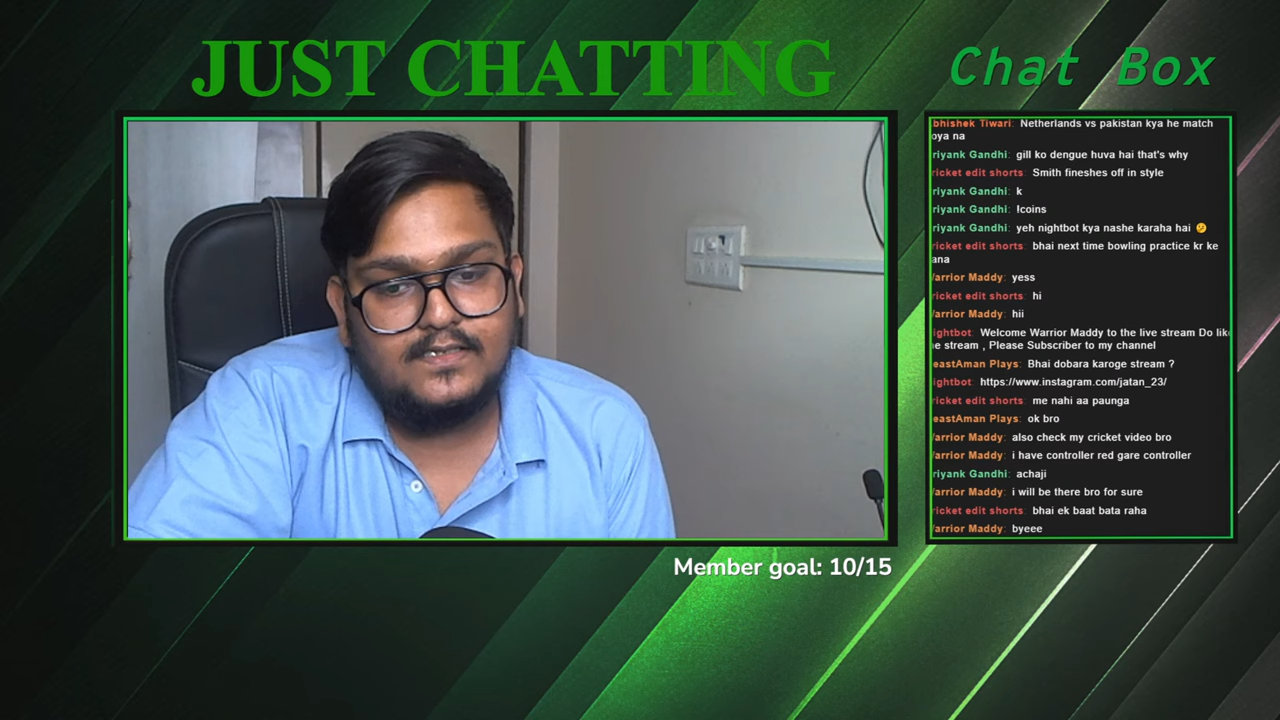 JUST CHATTING
Chat Box
bhishek Tiwari: Netherlands vs pakistan kya he match
oya na
riyank Gandhi: gill ko dengue huva hai that's why
ricket edit shorts: Smith fineshes off in style
riyank Gandhi: k
riyank Gandhi: !coins
riyank Gandhi: yeh nightbot kya nashe karaha hai 🤔
ricket edit shorts: bhai next time bowling practice kr ke
ana
arrior Maddy: yess
ricket edit shorts: hi
arrior Maddy: hii
ightbot: Welcome Warrior Maddy to the live stream Do lik
e stream , Please Subscriber to my channel
eastAman Plays: Bhai dobara karoge stream ?
ightbot: https://www.instagram.com/jatan_23/
ricket edit shorts: me nahi aa paunga
eastAman Plays: ok bro
arrior Maddy: also check my cricket video bro
arrior Maddy: i have controller red gare controller
riyank Gandhi: achaji
arrior Maddy: i will be there bro for sure
ricket edit shorts: bhai ek baat bata raha
arrior Maddy: byeee
Member goal: 10/15